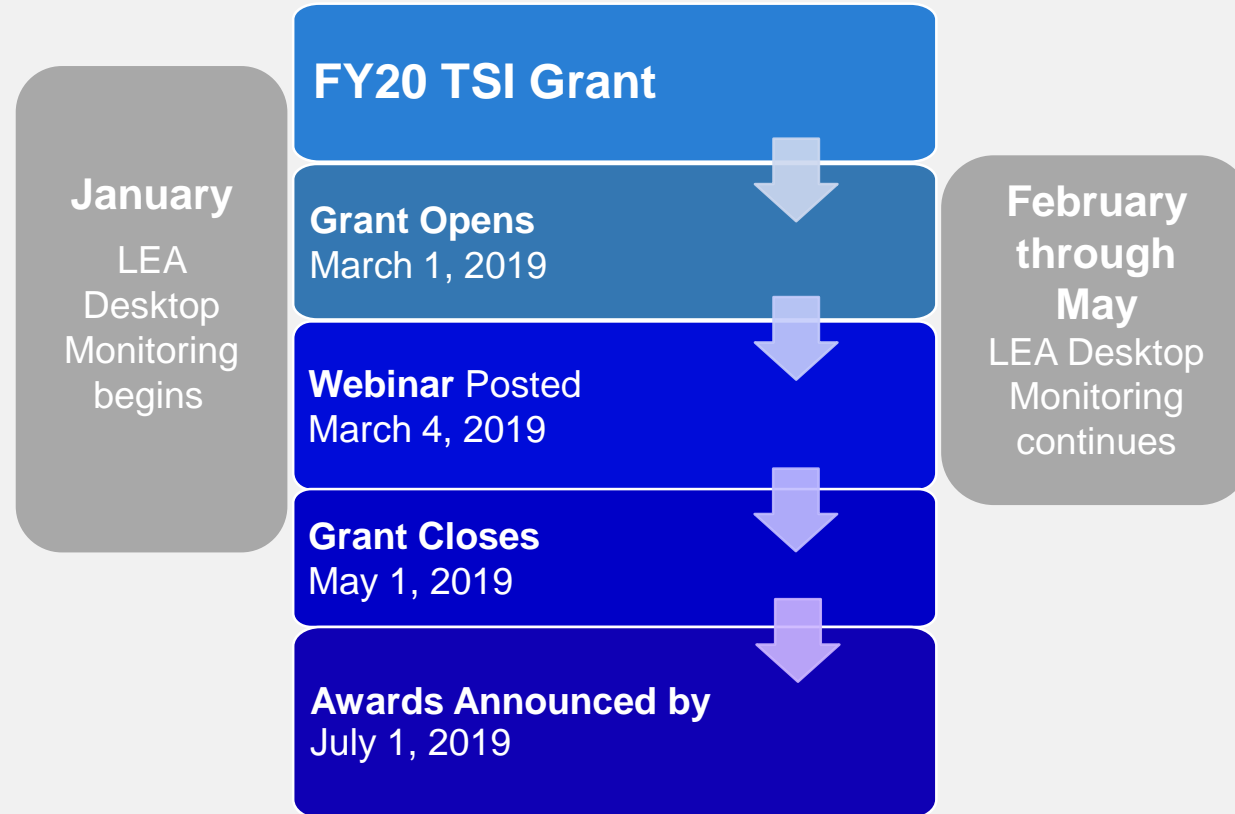 January
LEA
Desktop
Monitoring
begins
FY20 TSI Grant
Grant Opens
March 1, 2019
Webinar Posted
March 4, 2019
Grant Closes
May 1, 2019
Awards Announced by
July 1, 2019
February
through
May
LEA Desktop
Monitoring
continues